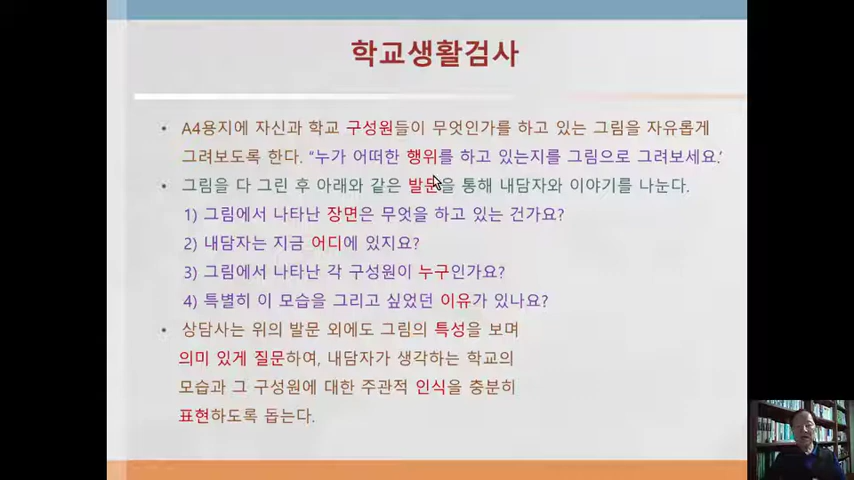 학교생활검사
• A4용지에 자신과 학교 구성원들이 무엇인가를 하고 있는 그림을 자유롭게
그려보도록 한다. “누가 어떠한 행위를 하고 있는지를 그림으로 그려보세요.’
• 그림을 다 그린 후 아래와 같은 발문을 통해 내담자와 이야기를 나눈다.
1) 그림에서 나타난 장면은 무엇을 하고 있는 건가요?
2) 내담자는 지금 어디에 있지요?
3) 그림에서 나타난 각 구성원이 누구인가요?
4) 특별히 이 모습을 그리고 싶었던 이유가 있나요?
• 상담사는 위의 발문 외에도 그림의 특성을 보며
의미 있게 질문하여, 내담자가 생각하는 학교의
모습과 그 구성원에 대한 주관적 인식을 충분히
표현하도록 돕는다.